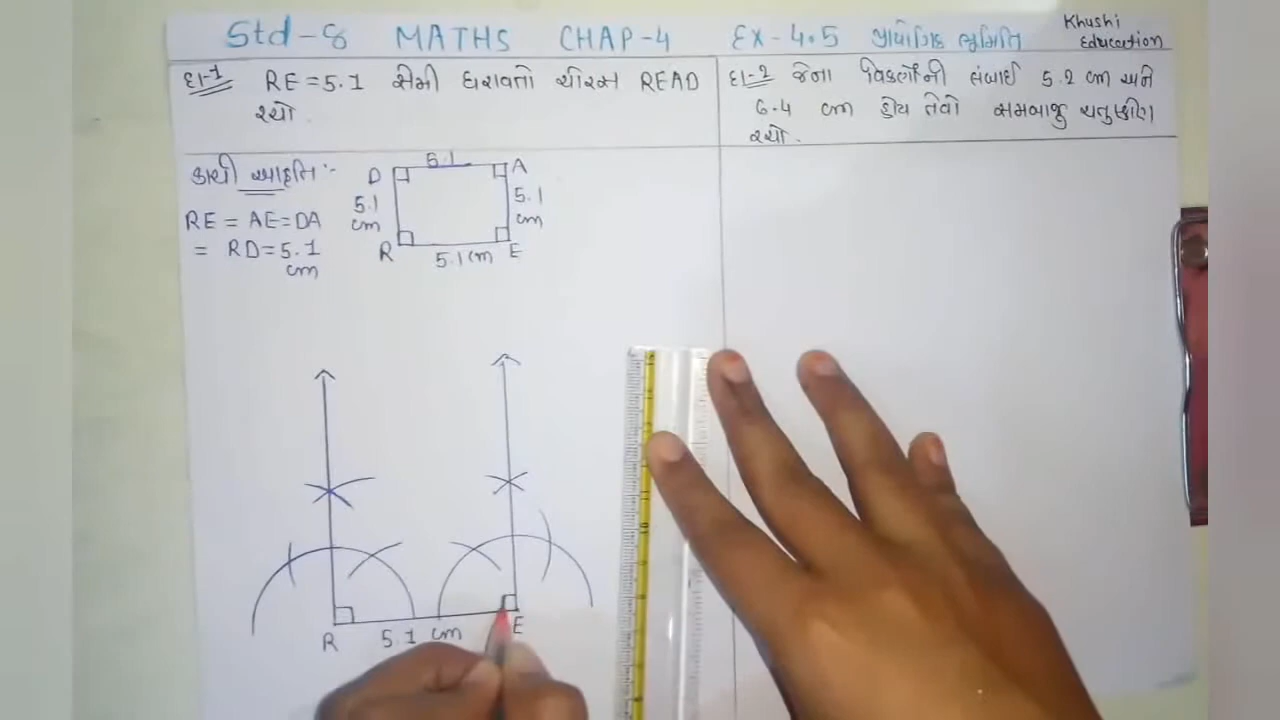 Std-8 MATHS CHAP-4 EX-4.5 પ્રાયોગિક ભૂમિતિ
Khushi
Education
દા-1 RE=5.1 સેમી ધરાવતો ચોરસ READ
રચો.
દા-2 જેના વિકર્ણોની લંબાઈ 5.2 cm અને
6.4 cm હોય તેવો સમબાજુ ચતુષ્કોણ
રચો.
કાચી આકૃતિ :-
RE = AE = DA
= RD = 5.1
cm
5.1
D
A
5.1
cm
5.1
cm
R
E
5.1 cm
R
5.1 cm
E